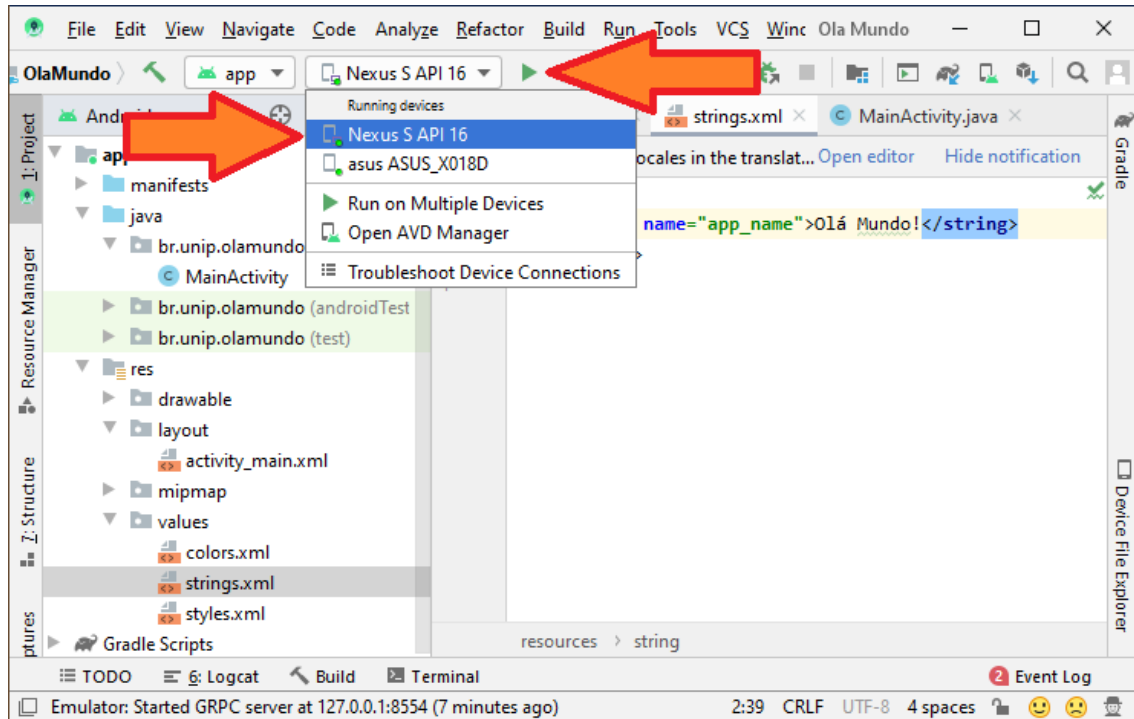 File Edit View Navigate Code Analyze Refactor Build Run Tools VCS Winc Ola Mundo
OlaMundo app Nexus S API 16
1: Project
Resource Manager
7: Structure
ptures
Running devices
Nexus S API 16
asus ASUS_X018D
Run on Multiple Devices
Open AVD Manager
Troubleshoot Device Connections
manifests
java
br.unip.olamundo
MainActivity
br.unip.olamundo (androidTest
br.unip.olamundo (test)
res
drawable
layout
activity_main.xml
mipmap
values
colors.xml
strings.xml
styles.xml
Gradle Scripts
strings.xml MainActivity.java
ocales in the translat... Open editor Hide notification
name="app_name">Olá Mundo!</string>
>
resources > string
Gradle
Device File Explorer
TODO 6: Logcat Build Terminal 2 Event Log
Emulator: Started GRPC server at 127.0.0.1:8554 (7 minutes ago) 2:39 CRLF UTF-8 4 spaces